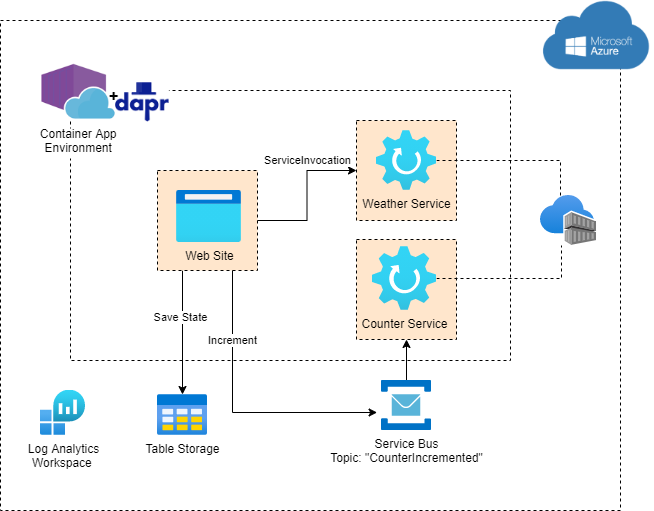 Microsoft
Azure
+
dapr
Container App
Environment
ServiceInvocation
Weather Service
Web Site
Save State
Increment
Counter Service
Log Analytics
Workspace
Table Storage
Service Bus
Topic: "CounterIncremented"